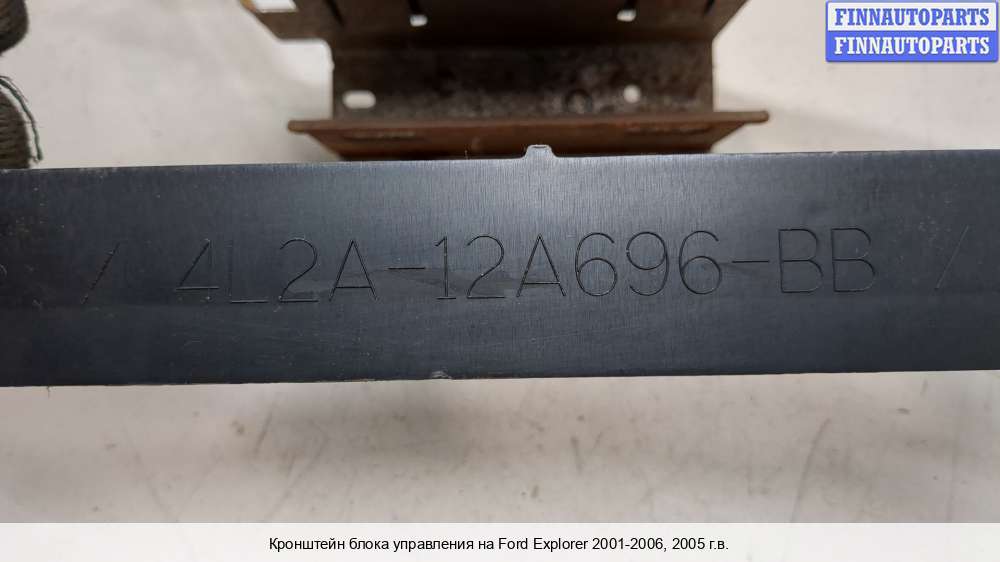 FINNAUTOPARTS
FINNAUTOPARTS
/ 4L2A-12A696-BB /
Кронштейн блока управления на Ford Explorer 2001-2006, 2005 г.в.